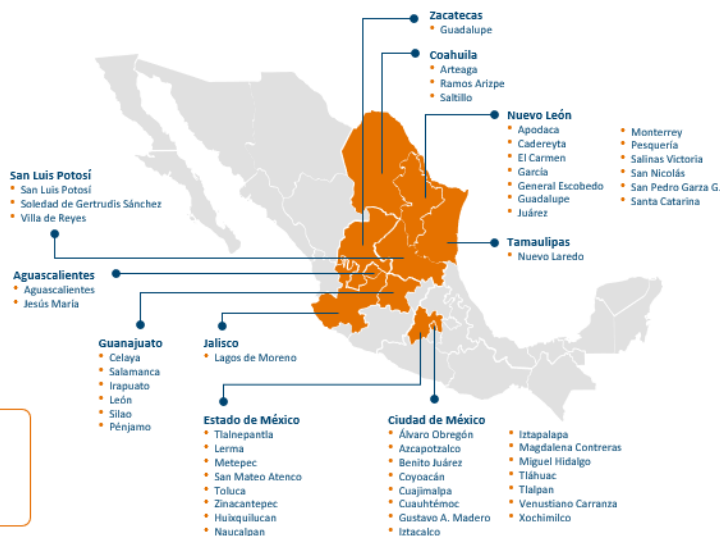 Zacatecas
Guadalupe
Coahuila
Arteaga
Ramos Arizpe
Saltillo
Nuevo León
Apodaca
Cadereyta
El Carmen
García
General Escobedo
Guadalupe
Juárez
Monterrey
Pesquería
Salinas Victoria
San Nicolás
San Pedro Garza G.
Santa Catarina
San Luis Potosí
San Luis Potosí
Soledad de Gertrudis Sánchez
Villa de Reyes
Tamaulipas
Nuevo Laredo
Aguascalientes
Aguascalientes
Jesús María
Guanajuato
Celaya
Salamanca
Irapuato
León
Silao
Pénjamo
Jalisco
Lagos de Moreno
Estado de México
Tlalnepantla
Lerma
Metepec
San Mateo Atenco
Toluca
Zinacantepec
Huixquilucan
Naucalpan
Ciudad de México
Álvaro Obregón
Azcapotzalco
Benito Juárez
Coyoacán
Cuajimalpa
Cuauhtémoc
Gustavo A. Madero
Iztacalco
Iztapalapa
Magdalena Contreras
Miguel Hidalgo
Tláhuac
Tlalpan
Venustiano Carranza
Xochimilco